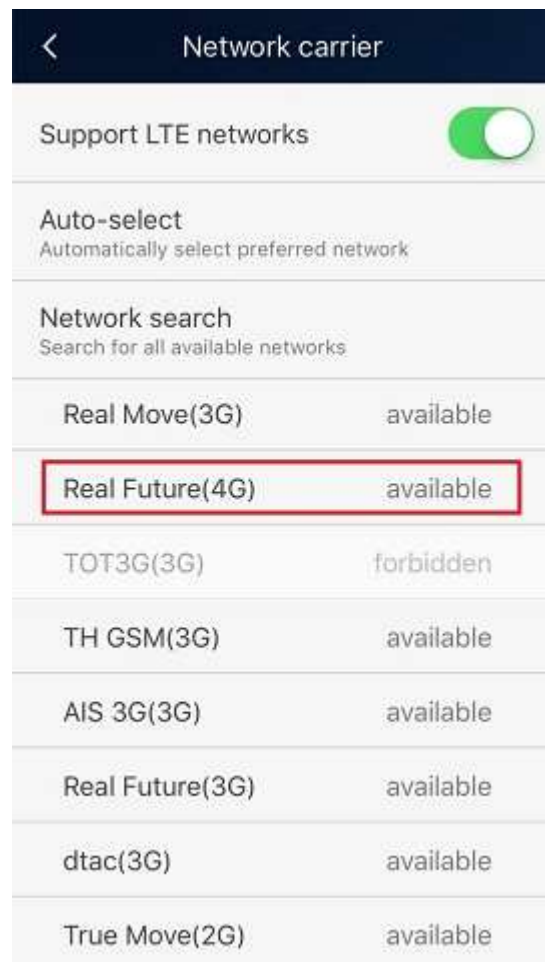 Network carrier
Support LTE networks
Auto-select
Automatically select preferred network
Network search
Search for all available networks
Real Move(3G) available
Real Future(4G) available
TOT3G(3G) forbidden
TH GSM(3G) available
AIS 3G(3G) available
Real Future(3G) available
dtac(3G) available
True Move(2G) available